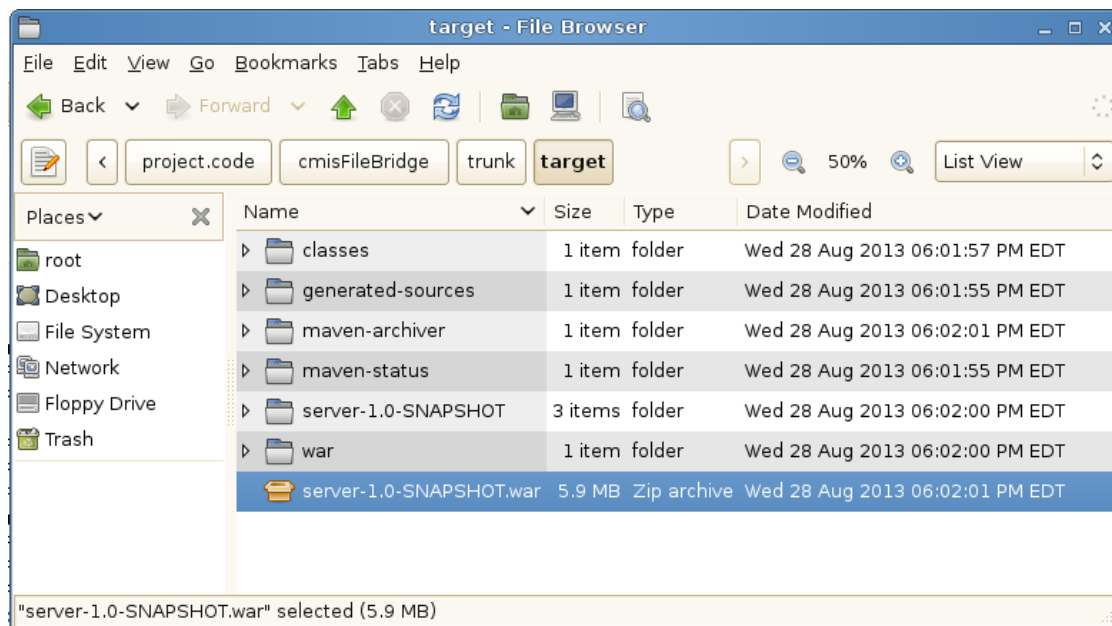 target - File Browser
File Edit View Go Bookmarks Tabs Help
Back Forward
project.code cmisFileBridge trunk target 50% List View
Places Name Size Type Date Modified
root
Desktop
File System
Network
Floppy Drive
Trash
classes 1 item folder Wed 28 Aug 2013 06:01:57 PM EDT
generated-sources 1 item folder Wed 28 Aug 2013 06:01:55 PM EDT
maven-archiver 1 item folder Wed 28 Aug 2013 06:02:01 PM EDT
maven-status 1 item folder Wed 28 Aug 2013 06:01:55 PM EDT
server-1.0-SNAPSHOT 3 items folder Wed 28 Aug 2013 06:02:00 PM EDT
war 1 item folder Wed 28 Aug 2013 06:02:00 PM EDT
server-1.0-SNAPSHOT.war 5.9 MB Zip archive Wed 28 Aug 2013 06:02:01 PM EDT
"server-1.0-SNAPSHOT.war" selected (5.9 MB)